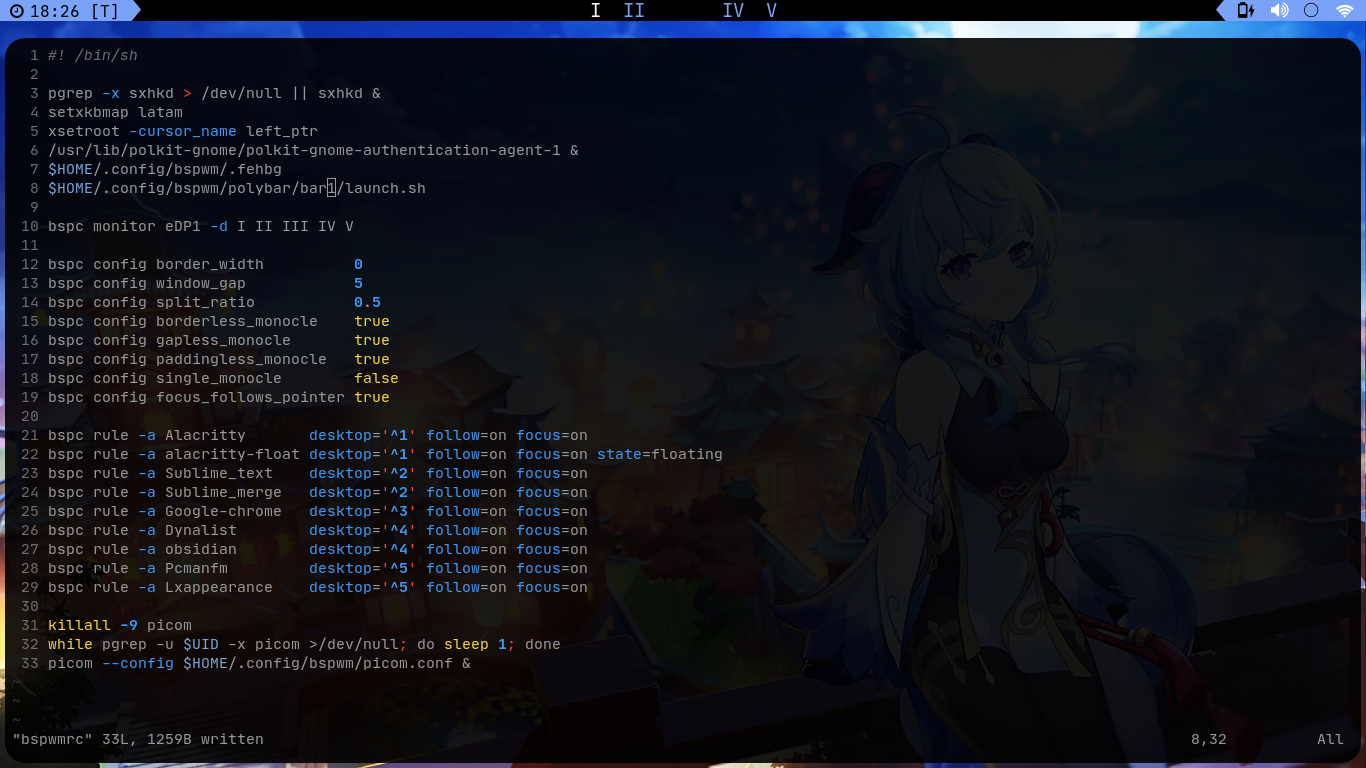 18:26 [T] I II IV V
1 #! /bin/sh
2
3 pgrep -x sxhkd > /dev/null || sxhkd &
4 setxkbmap latam
5 xsetroot -cursor_name left_ptr
6 /usr/lib/polkit-gnome/polkit-gnome-authentication-agent-1 &
7 $HOME/.config/bspwm/.fehbg
8 $HOME/.config/bspwm/polybar/bar1/launch.sh
9
10 bspc monitor eDP1 -d I II III IV V
11
12 bspc config border_width 0
13 bspc config window_gap 5
14 bspc config split_ratio 0.5
15 bspc config borderless_monocle true
16 bspc config gapless_monocle true
17 bspc config paddingless_monocle true
18 bspc config single_monocle false
19 bspc config focus_follows_pointer true
20
21 bspc rule -a Alacritty desktop='^1' follow=on focus=on
22 bspc rule -a alacritty-float desktop='^1' follow=on focus=on state=floating
23 bspc rule -a Sublime_text desktop='^2' follow=on focus=on
24 bspc rule -a Sublime_merge desktop='^2' follow=on focus=on
25 bspc rule -a Google-chrome desktop='^3' follow=on focus=on
26 bspc rule -a Dynalist desktop='^4' follow=on focus=on
27 bspc rule -a obsidian desktop='^4' follow=on focus=on
28 bspc rule -a Pcmanfm desktop='^5' follow=on focus=on
29 bspc rule -a Lxappearance desktop='^5' follow=on focus=on
30
31 killall -9 picom
32 while pgrep -u $UID -x picom >/dev/null; do sleep 1; done
33 picom --config $HOME/.config/bspwm/picom.conf &
~
~
~
"bspwmrc" 33L, 1259B written 8,32 All